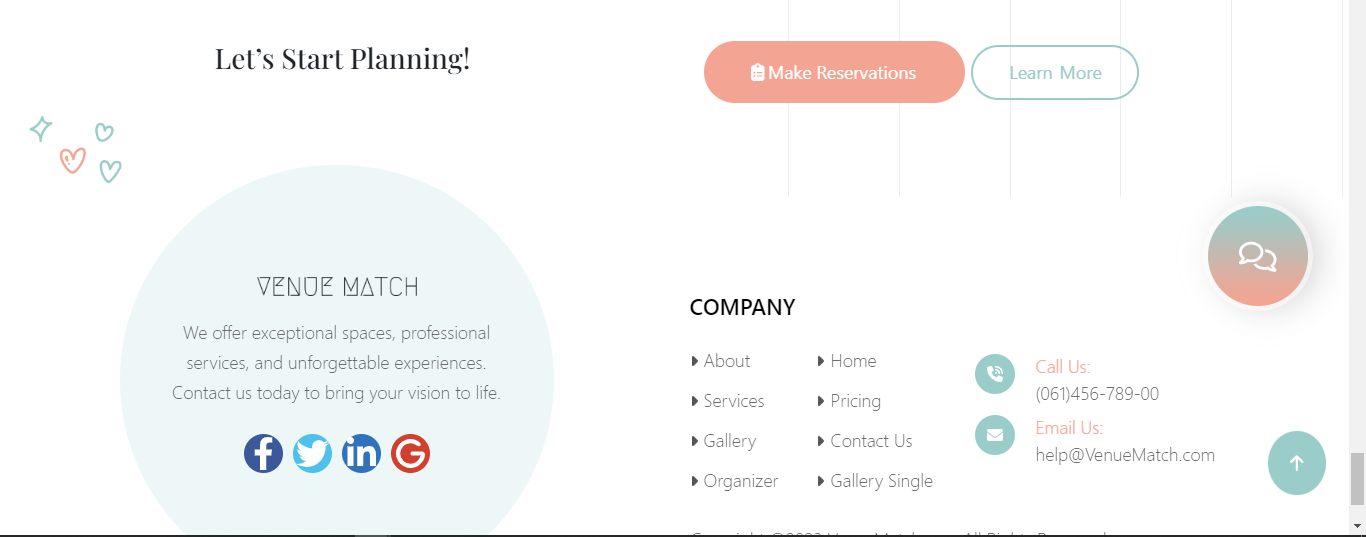 Let’s Start Planning!
Make Reservations
Learn More
VENUE MATCH
We offer exceptional spaces, professional
services, and unforgettable experiences.
Contact us today to bring your vision to life.
COMPANY
About
Home
Services
Pricing
Gallery
Contact Us
Organizer
Gallery Single
Call Us:
(061)456-789-00
Email Us:
help@VenueMatch.com